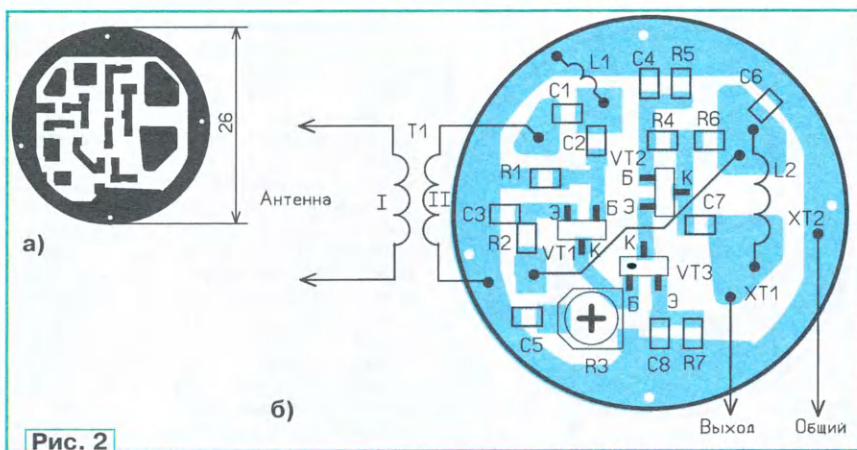 26
а)
Антенна
T1
I
II
L1
C4
R5
C6
C1
C2
R4
R6
VT2
R1
Б
К
L2
Э
Б
Э
C3
R2
C7
XT2
VT1
К
К
VT3
XT1
Б
Э
C5
R3
C8
R7
б)
Выход
Общий
Рис. 2